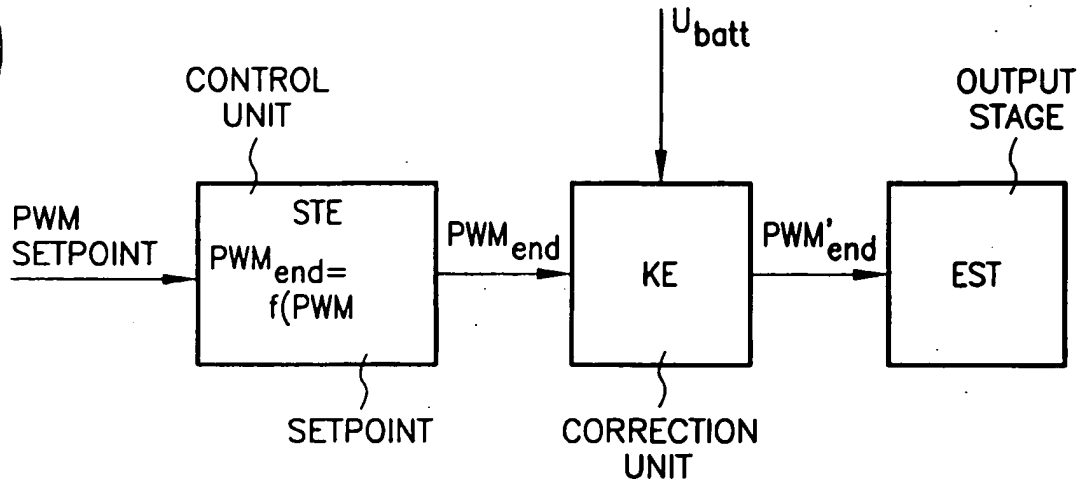 U_batt
CONTROL
UNIT
OUTPUT
STAGE
PWM
SETPOINT
STE
PWM_end=
f(PWM
PWM_end
KE
PWM'_end
EST
SETPOINT
CORRECTION
UNIT